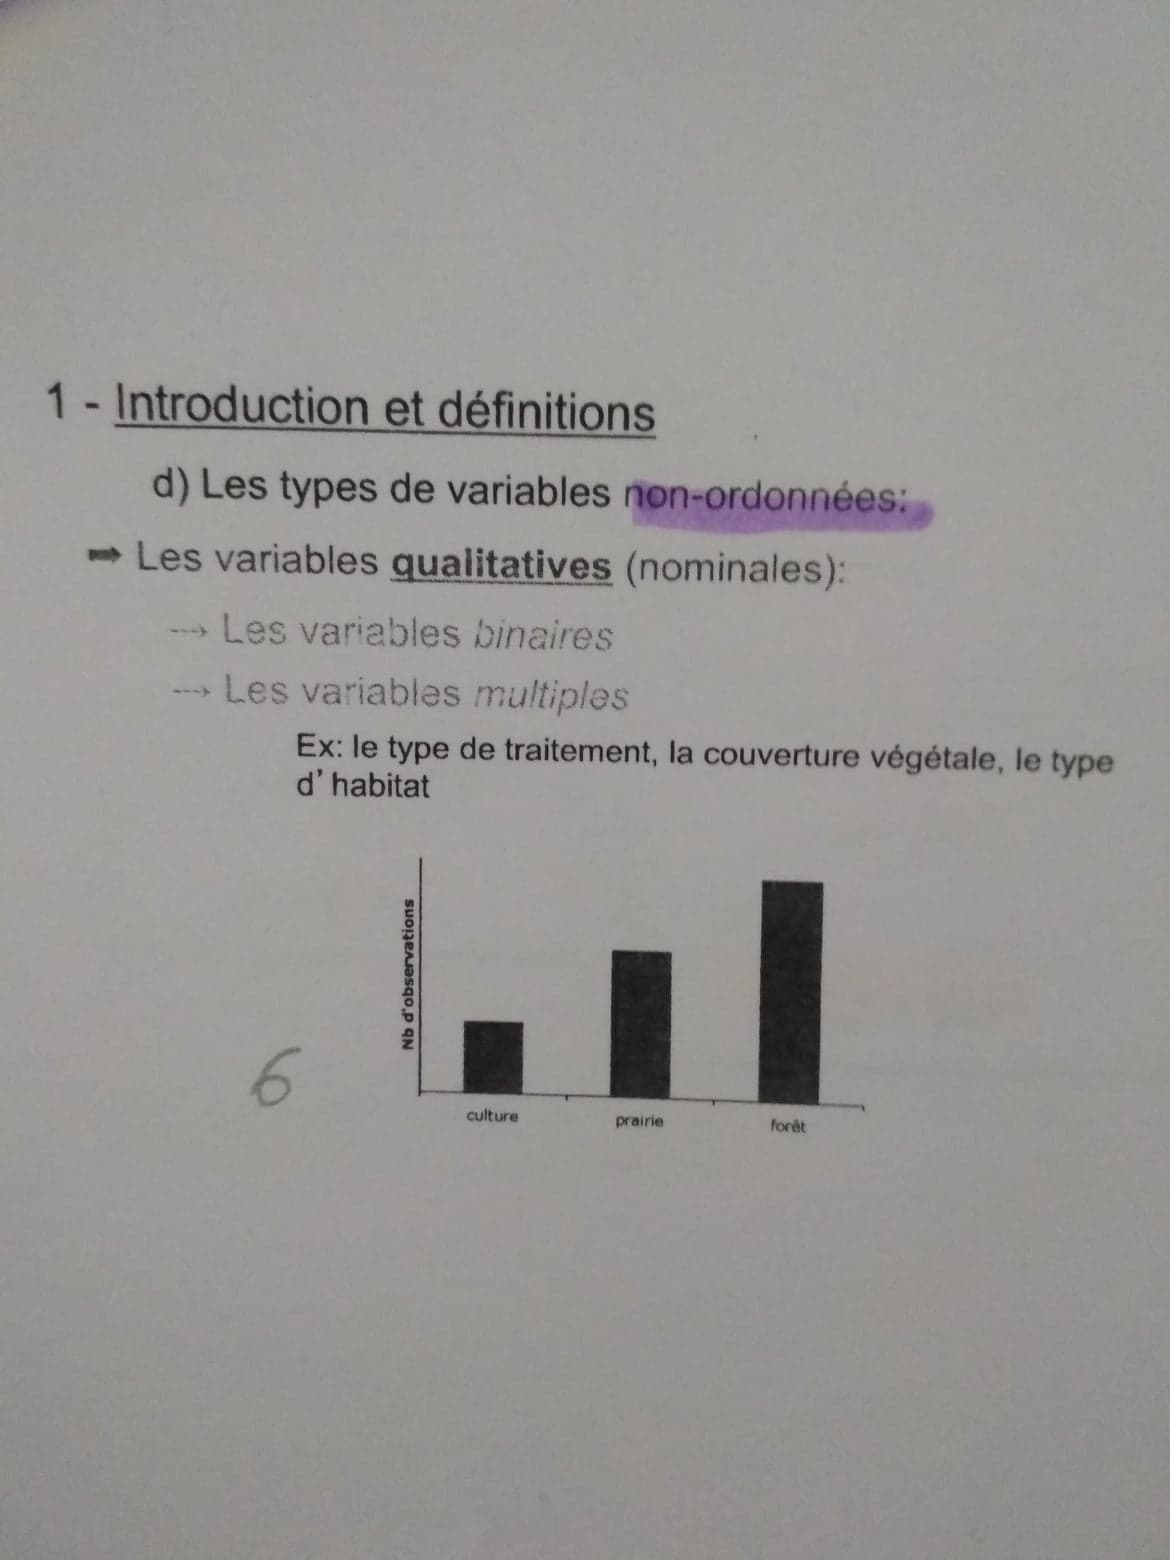 1 - Introduction et définitions
d) Les types de variables non-ordonnées:
➡ Les variables qualitatives (nominales):
---> Les variables binaires
---> Les variables multiples
Ex: le type de traitement, la couverture végétale, le type
d' habitat
Nb d'observations
6
culture prairie forêt